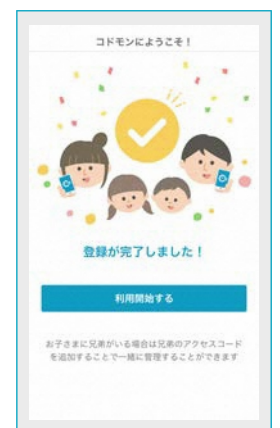 コドモンにようこそ！
登録が完了しました！
利用開始する
お子さまに兄弟がいる場合は兄弟のアクセスコード
を追加することで一緒に管理することができます